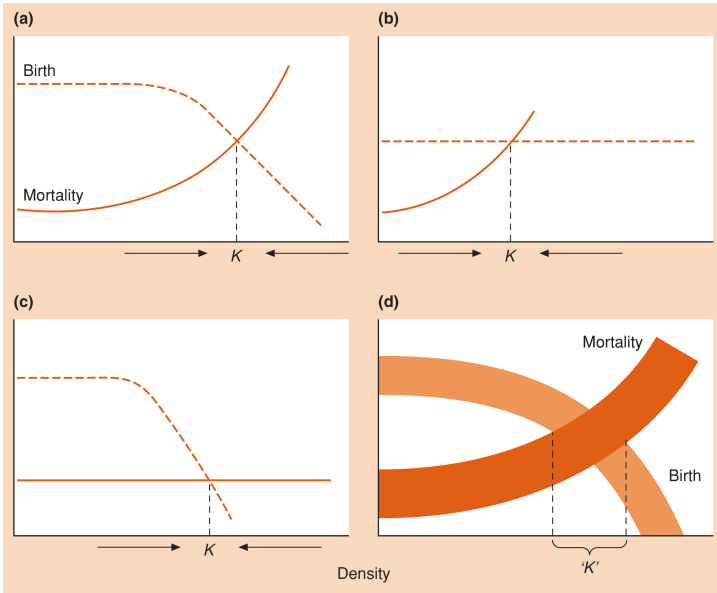 (a)
Birth
Mortality
K
(b)
K
(c)
K
(d)
Mortality
Birth
‘K’
Density